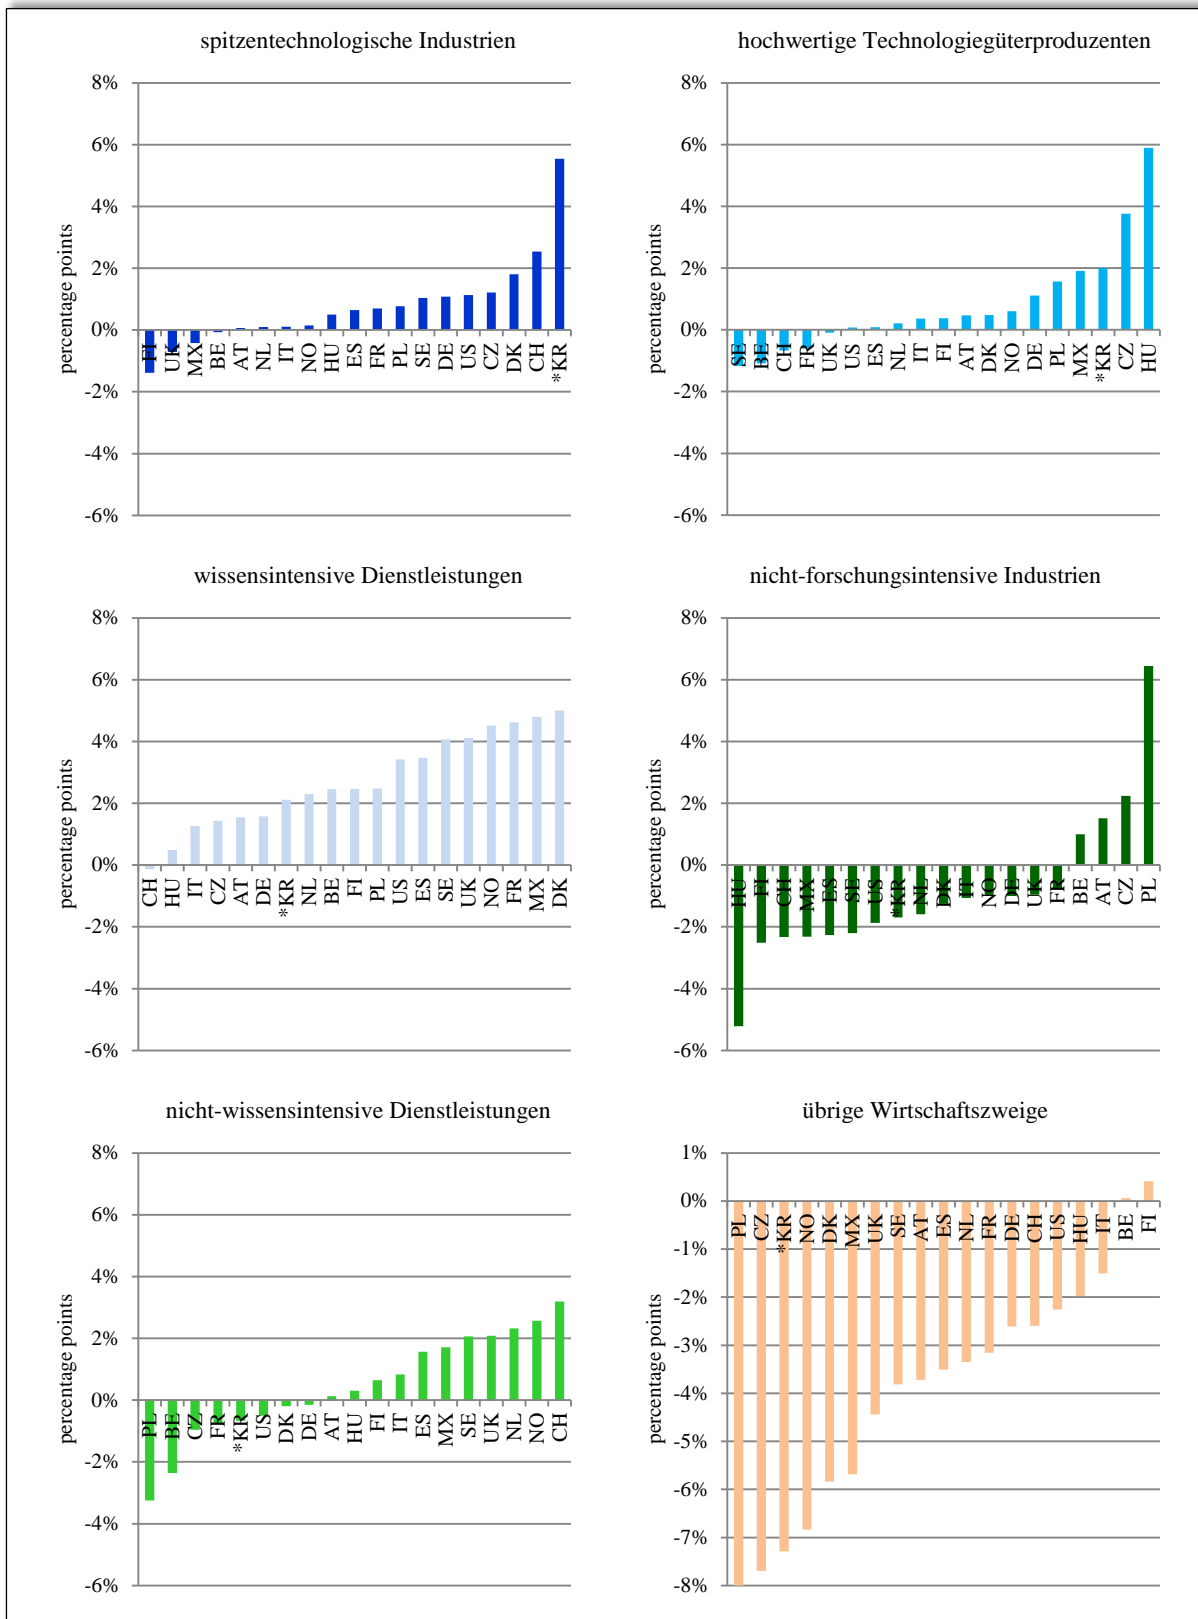 spitzentechnologische Industrien
percentage points
8%
6%
4%
2%
0%
-2%
-4%
-6%
FI UK MX BE AT NL IT NO HU ES FR PL SE DE US CZ DK CH *KR
hochwertige Technologiegüterproduzenten
percentage points
8%
6%
4%
2%
0%
-2%
-4%
-6%
SE BE CH FR UK US ES NL IT FI AT DK NO DE PL MX *KR CZ HU
wissensintensive Dienstleistungen
percentage points
8%
6%
4%
2%
0%
-2%
-4%
-6%
CH HU IT CZ AT DE *KR NL BE FI PL US ES SE UK NO FR MX DK
nicht-forschungsintensive Industrien
percentage points
8%
6%
4%
2%
0%
-2%
-4%
-6%
HU FI CH MX ES SE US *KR NL DK IT NO DE UK FR BE AT CZ PL
nicht-wissensintensive Dienstleistungen
percentage points
8%
6%
4%
2%
0%
-2%
-4%
-6%
PL BE CZ FR *KR US DK DE AT HU FI IT ES MX SE UK NL NO CH
übrige Wirtschaftszweige
percentage points
1%
0%
-1%
-2%
-3%
-4%
-5%
-6%
-7%
-8%
PL CZ *KR NO DK MX UK SE AT ES NL FR DE CH US HU IT BE FI